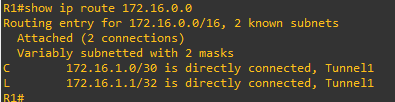 R1#show ip route 172.16.0.0
Routing entry for 172.16.0.0/16, 2 known subnets
  Attached (2 connections)
  Variably subnetted with 2 masks
C        172.16.1.0/30 is directly connected, Tunnel1
L        172.16.1.1/32 is directly connected, Tunnel1
R1#